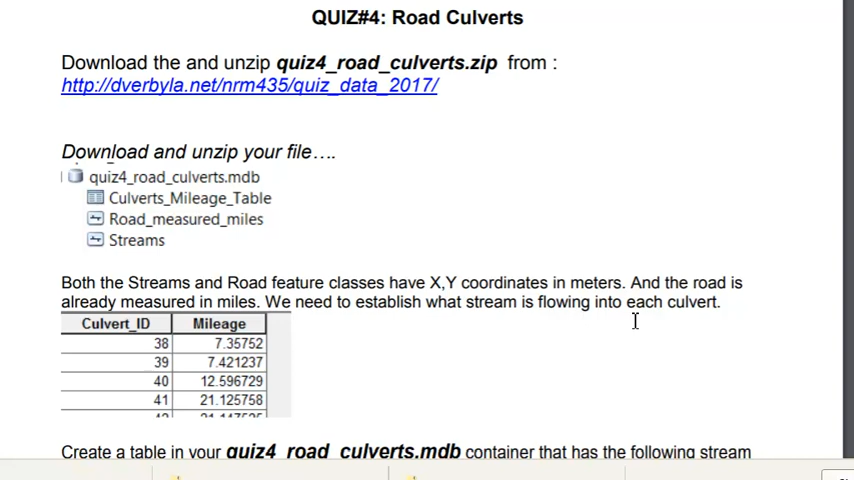 QUIZ#4: Road Culverts
Download the and unzip quiz4_road_culverts.zip from :
http://dverbyla.net/nrm435/quiz_data_2017/
Download and unzip your file….
quiz4_road_culverts.mdb
Culverts_Mileage_Table
Road_measured_miles
Streams
Both the Streams and Road feature classes have X,Y coordinates in meters. And the road is
already measured in miles. We need to establish what stream is flowing into each culvert.
Culvert_ID Mileage
38 7.35752
39 7.421237
40 12.596729
41 21.125758
Create a table in your quiz4_road_culverts.mdb container that has the following stream